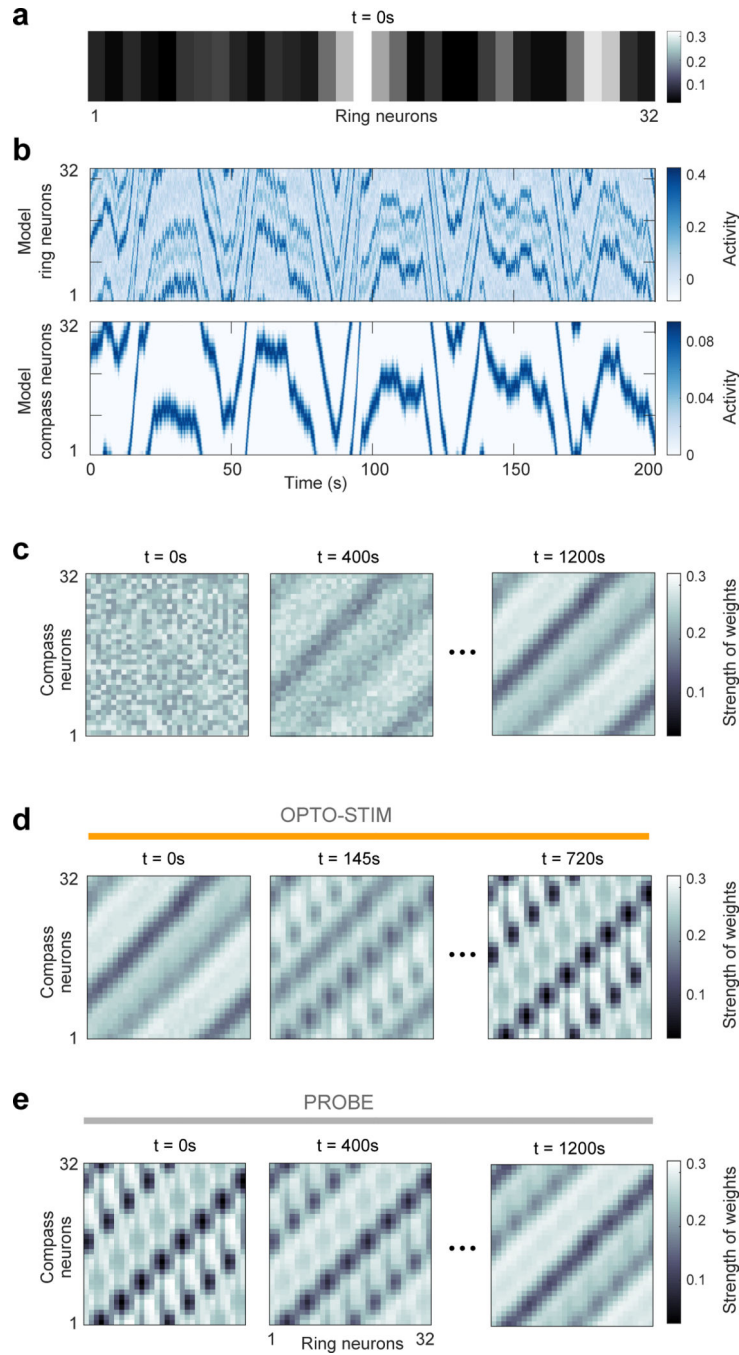 a
t = 0s
0.3
0.2
0.1
1
Ring neurons
32
b
32
Model
ring neurons
1
0.4
0.2
0
Activity
32
Model
compass neurons
1
0.08
0.04
0
Activity
0
50
100
150
200
Time (s)
c
t = 0s
t = 400s
t = 1200s
32
Compass
neurons
1
•••
0.3
0.2
0.1
Strength of weights
d
OPTO-STIM
t = 0s
t = 145s
t = 720s
32
Compass
neurons
1
•••
0.3
0.2
0.1
Strength of weights
e
PROBE
t = 0s
t = 400s
t = 1200s
32
Compass
neurons
1
•••
0.3
0.2
0.1
Strength of weights
1
Ring neurons
32